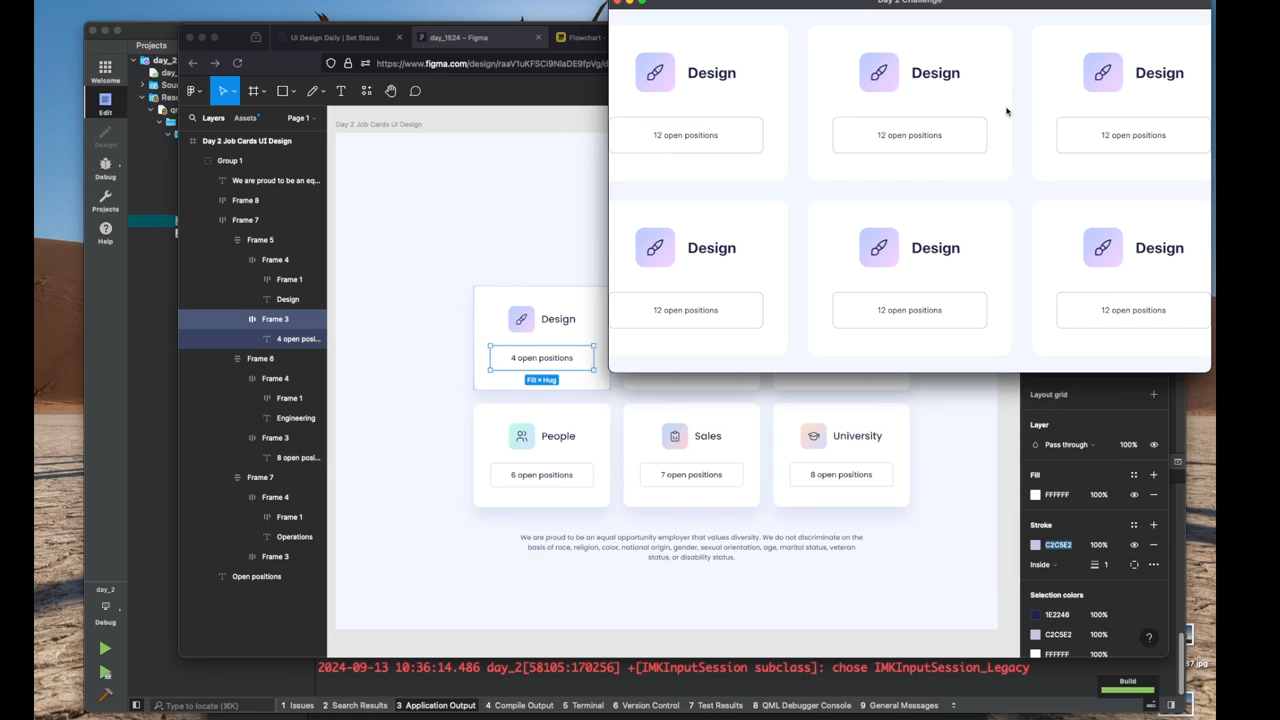 Day 2 Challenge
Projects
day_2
day_
Sour
Reso
Welcome
Edit
Design
Debug
Projects
Help
UI Design Daily | Set Status
day_1524 – Figma
Flowchart -
https://www.figma.com/design/raaV1uKFSCi9NlaDE9fpVg/d
Layers
Assets
Page 1
Day 2 Job Cards UI Design
Group 1
We are proud to be an eq...
Frame 8
Frame 7
Frame 5
Frame 4
Frame 1
Design
Frame 3
4 open posi...
Frame 6
Frame 4
Frame 1
Engineering
Frame 3
8 open posi...
Frame 7
Frame 4
Frame 1
Operations
Frame 3
Open positions
Day 2 Job Cards UI Design
Design
4 open positions
Fill × Hug
People
6 open positions
Sales
7 open positions
University
8 open positions
We are proud to be an equal opportunity employer that values diversity. We do not discriminate on the
basis of race, religion, color, national origin, gender, sexual orientation, age, marital status, veteran
status, or disability status.
Design
12 open positions
Design
12 open positions
Design
12 open positions
Design
12 open positions
Design
12 open positions
Design
12 open positions
Layout grid
Layer
Pass through
100%
Fill
FFFFFF
100%
Stroke
C2C5E2
100%
Inside
1
Selection colors
1E2246
100%
C2C5E2
100%
FFFFFF
100%
?
day_2
Debug
2024-09-13 10:36:14.486 day_2[58105:170256] +[IMKInputSession subclass]: chose IMKInputSession_Legacy
Build
Type to locate (⌘K)
1 Issues
2 Search Results
3 Application Output
4 Compile Output
5 Terminal
6 Version Control
7 Test Results
8 QML Debugger Console
9 General Messages